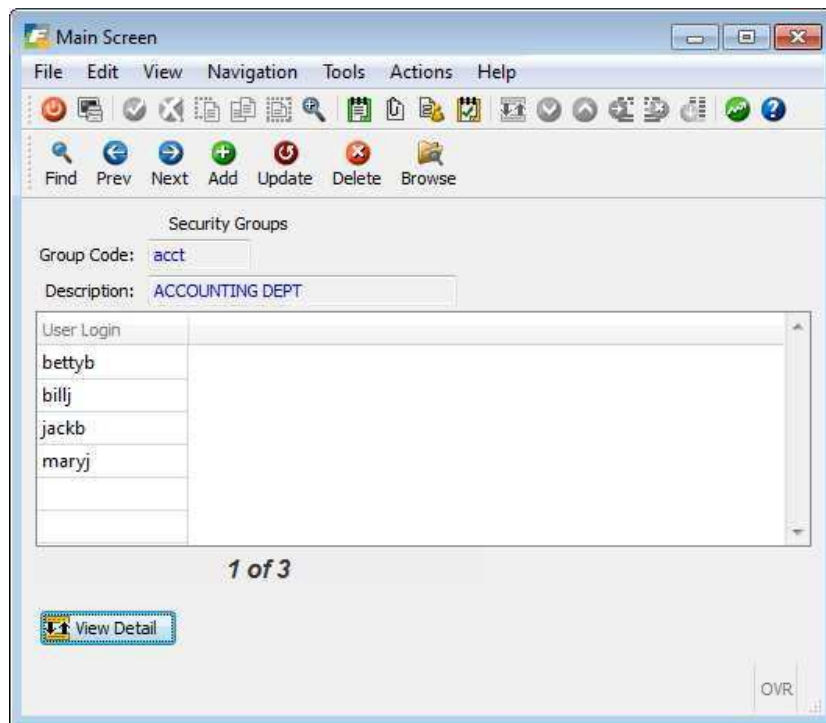 Main Screen
File Edit View Navigation Tools Actions Help
Find Prev Next Add Update Delete Browse
Security Groups
Group Code: acct
Description: ACCOUNTING DEPT
User Login
bettyb
billj
jackb
maryj
1 of 3
View Detail
OVR